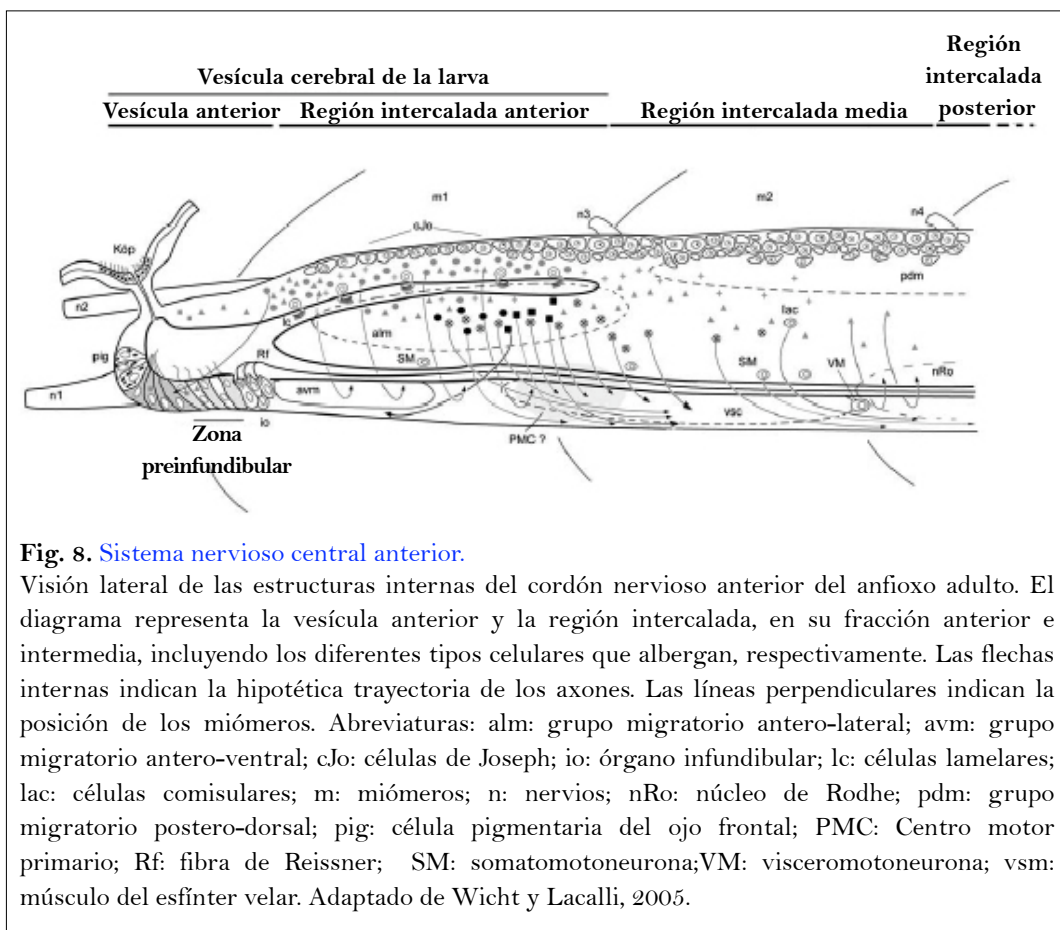 Región
Vesícula cerebral de la larva
intercalada
Vesícula anterior Región intercalada anterior Región intercalada media posterior
m1
m2
cJo
n3
n4
Köp
n2
pdm
lc
lac
alm
pig
SM
SM
VM
Rf
nRo
avm
n1
vsc
io
PMC ?
Zona
preinfundibular
Fig. 8. Sistema nervioso central anterior.
Visión lateral de las estructuras internas del cordón nervioso anterior del anfioxo adulto. El
diagrama representa la vesícula anterior y la región intercalada, en su fracción anterior e
intermedia, incluyendo los diferentes tipos celulares que albergan, respectivamente. Las flechas
internas indican la hipotética trayectoria de los axones. Las líneas perpendiculares indican la
posición de los miómeros. Abreviaturas: alm: grupo migratorio antero-lateral; avm: grupo
migratorio antero-ventral; cJo: células de Joseph; io: órgano infundibular; lc: células lamelares;
lac: células comisulares; m: miómeros; n: nervios; nRo: núcleo de Rodhe; pdm: grupo
migratorio postero-dorsal; pig: célula pigmentaria del ojo frontal; PMC: Centro motor
primario; Rf: fibra de Reissner; SM: somatomotoneurona;VM: visceromotoneurona; vsm:
músculo del esfínter velar. Adaptado de Wicht y Lacalli, 2005.